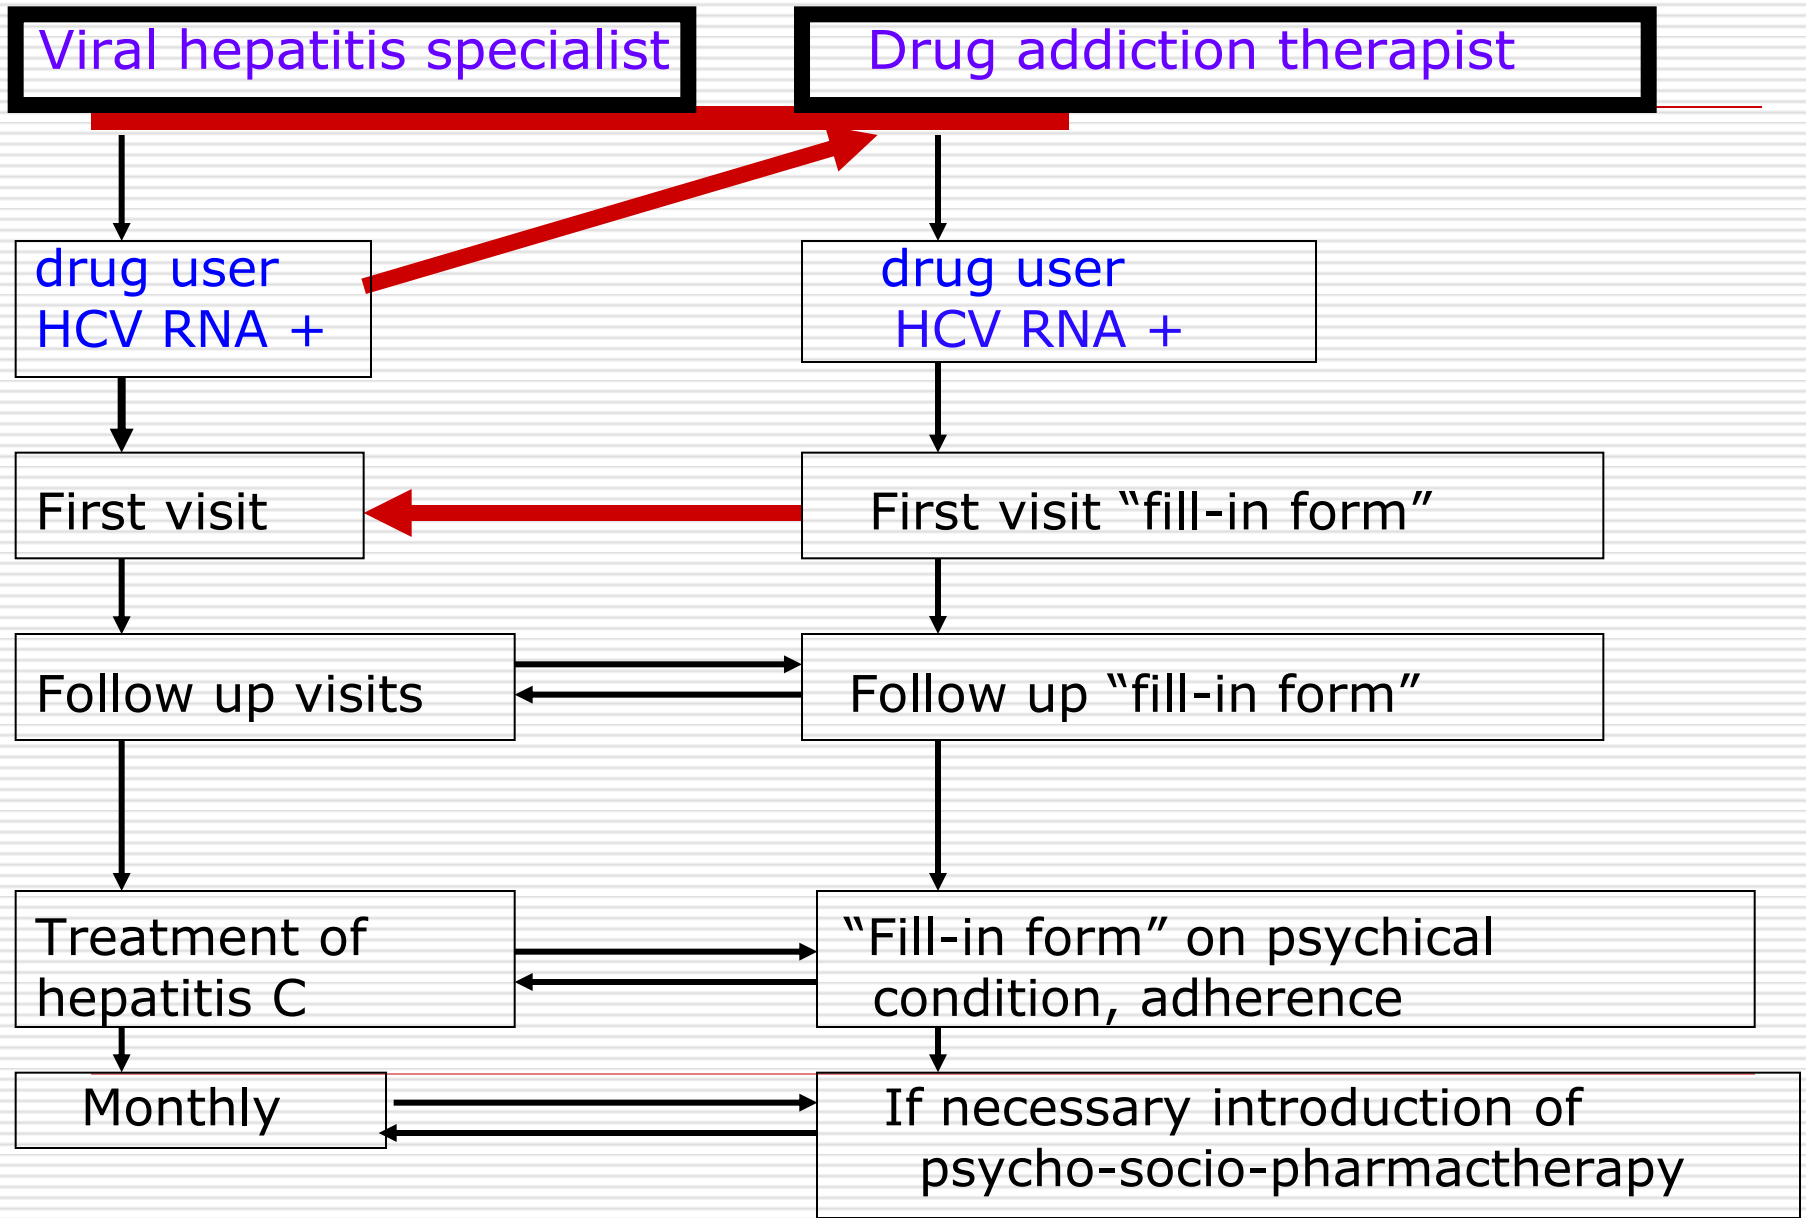 Viral hepatitis specialist
Drug addiction therapist
drug user
HCV RNA +
drug user
HCV RNA +
First visit
First visit “fill-in form”
Follow up visits
Follow up “fill-in form”
Treatment of
hepatitis C
“Fill-in form” on psychical
condition, adherence
Monthly
If necessary introduction of
psycho-socio-pharmactherapy